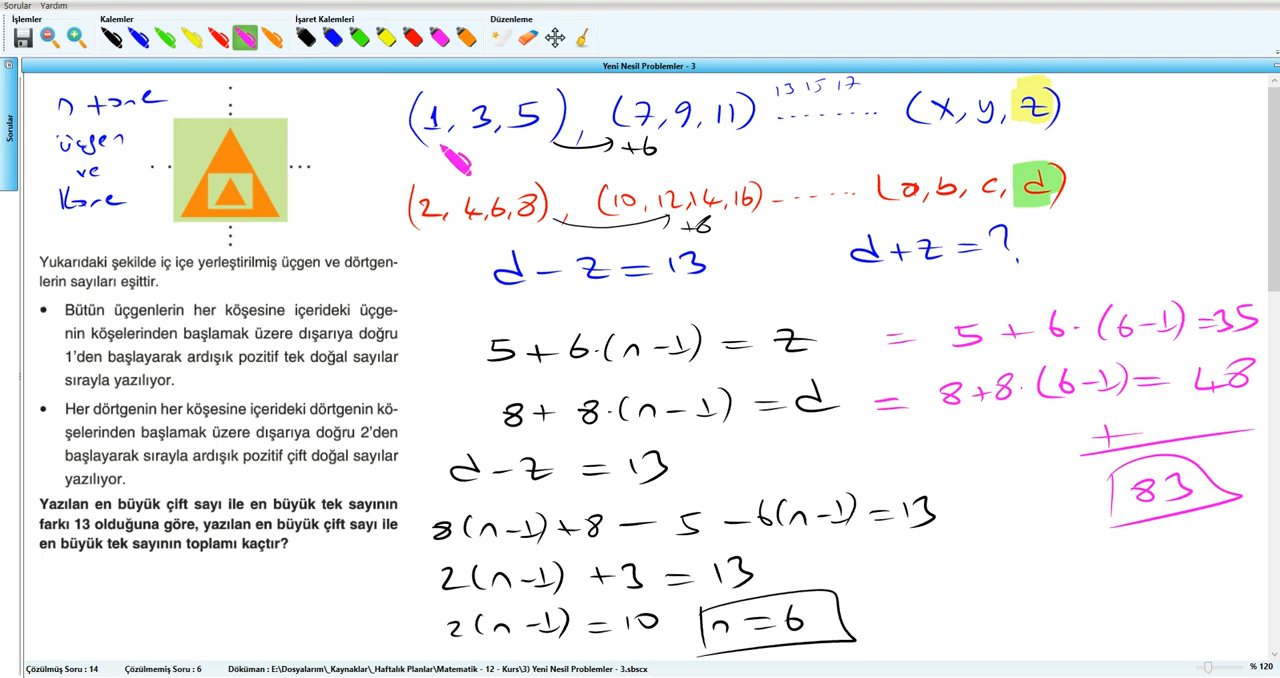 Sorular Yardım
İşlemler Kalemler İşaret Kalemleri Düzenleme
Yeni Nesil Problemler - 3
Sorular
n tane
üçgen
ve
kare
Yukarıdaki şekilde iç içe yerleştirilmiş üçgen ve dörtgen-
lerin sayıları eşittir.
• Bütün üçgenlerin her köşesine içerideki üçge-
nin köşelerinden başlamak üzere dışarıya doğru
1'den başlayarak ardışık pozitif tek doğal sayılar
sırayla yazılıyor.
• Her dörtgenin her köşesine içerideki dörtgenin kö-
şelerinden başlamak üzere dışarıya doğru 2'den
başlayarak sırayla ardışık pozitif çift doğal sayılar
yazılıyor.
Yazılan en büyük çift sayı ile en büyük tek sayının
farkı 13 olduğuna göre, yazılan en büyük çift sayı ile
en büyük tek sayının toplamı kaçtır?
13 15 17
(1, 3, 5), (7, 9, 11) ........ (x, y, z)
+6
(2, 4, 6, 8), (10, 12, 14, 16) ........ (a, b, c, d)
+8
d - z = 13 d + z = ?
5 + 6.(n-1) = z = 5 + 6.(6-1) = 35
8 + 8.(n-1) = d = 8 + 8.(6-1) = 48
+
83
d - z = 13
8(n-1) + 8 - 5 - 6(n-1) = 13
2(n-1) + 3 = 13
2(n-1) = 10 n = 6
Çözülmüş Soru : 14 Çözülmemiş Soru : 6 Döküman : E:\Dosyalarım\_Kaynaklar\_Haftalık Planlar\Matematik - 12 - Kurs\3) Yeni Nesil Problemler - 3.sbscx % 120